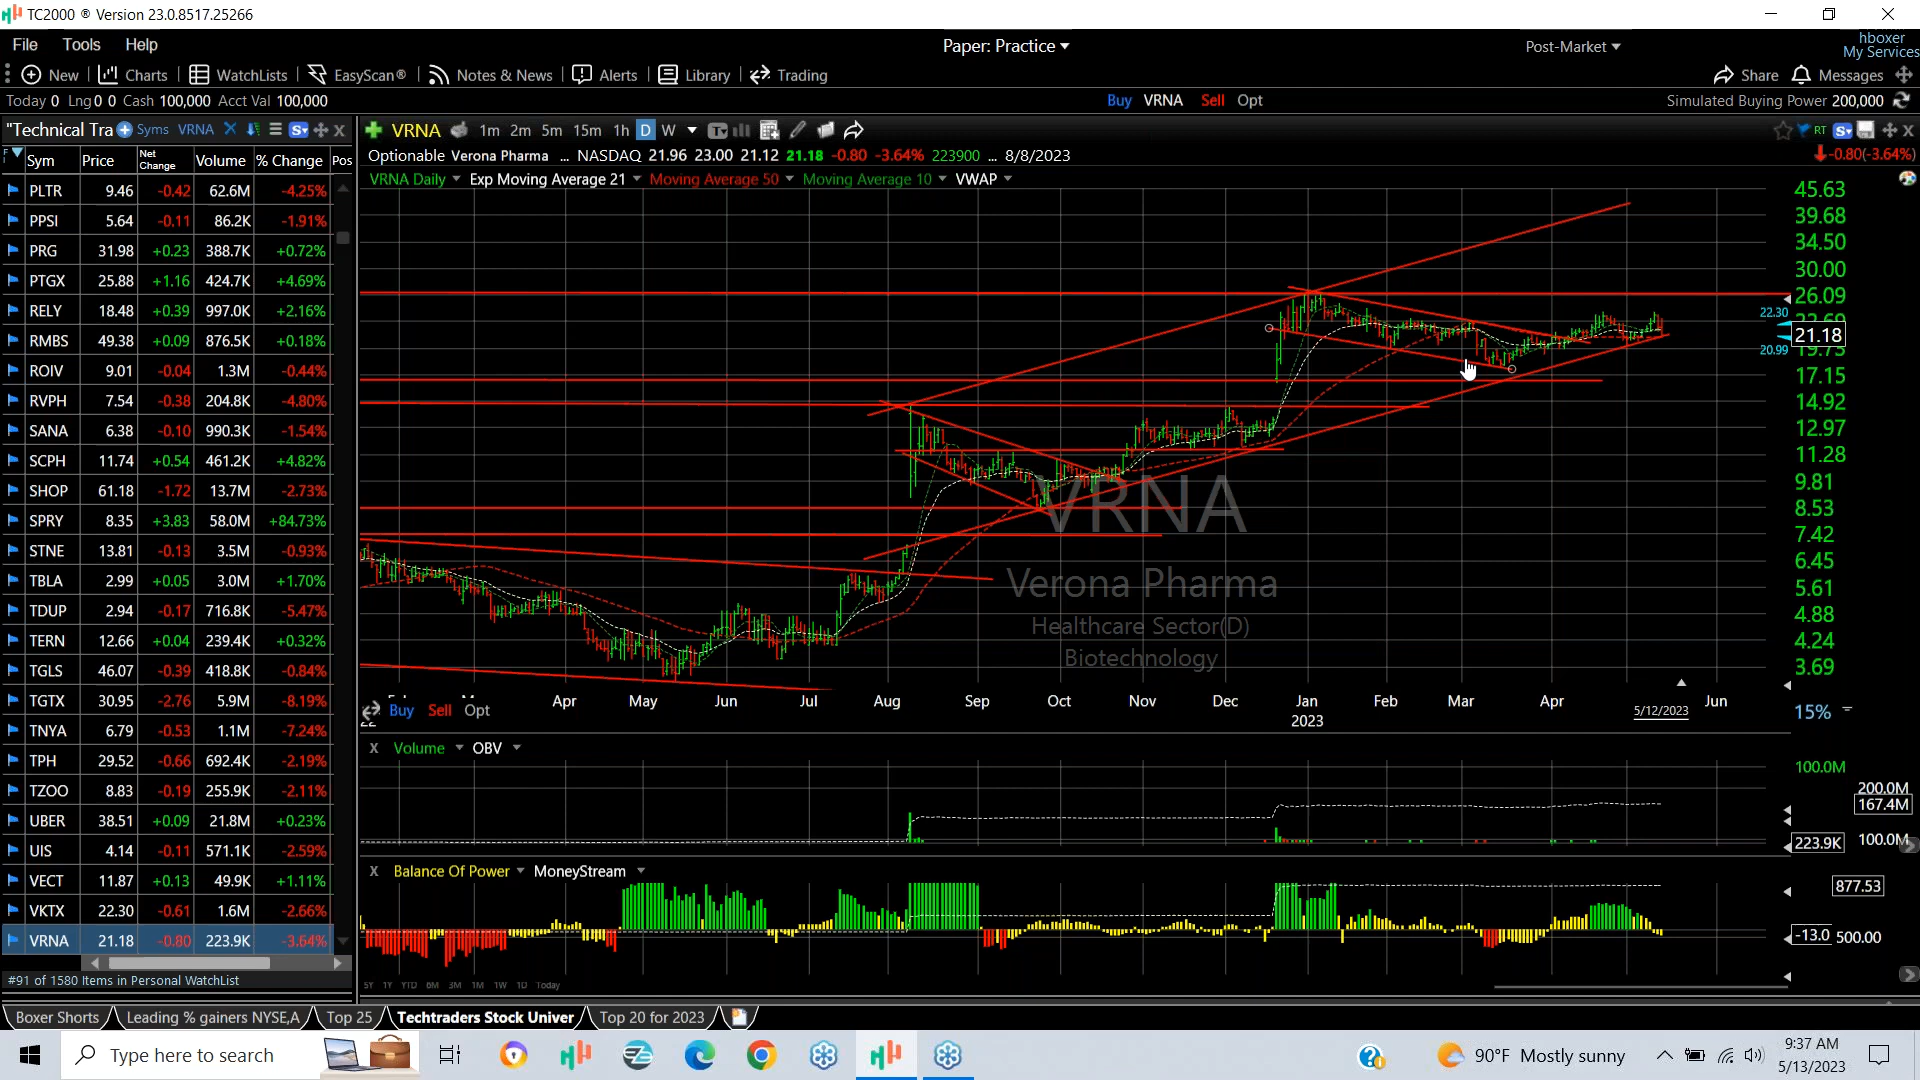 TC2000 ® Version 23.0.8517.25266
File Tools Help Paper: Practice Post-Market hboxer
My Services
New Charts WatchLists EasyScan® Notes & News Alerts Library Trading Share Messages
Today 0 Lng 0 0 Cash 100,000 Acct Val 100,000 Buy VRNA Sell Opt Simulated Buying Power 200,000
"Technical Tra Syms VRNA VRNA 1m 2m 5m 15m 1h D W RT
Optionable Verona Pharma ... NASDAQ 21.96 23.00 21.12 21.18 -0.80 -3.64% 223900 ... 8/8/2023 -0.80(-3.64%)
VRNA Daily Exp Moving Average 21 Moving Average 50 Moving Average 10 VWAP
Sym Price Net Change Volume % Change Pos
PLTR 9.46 -0.42 62.6M -4.25%
PPSI 5.64 -0.11 86.2K -1.91%
PRG 31.98 +0.23 388.7K +0.72%
PTGX 25.88 +1.16 424.7K +4.69%
RELY 18.48 +0.39 997.0K +2.16%
RMBS 49.38 +0.09 876.5K +0.18%
ROIV 9.01 -0.04 1.3M -0.44%
RVPH 7.54 -0.38 204.8K -4.80%
SANA 6.38 -0.10 990.3K -1.54%
SCPH 11.74 +0.54 461.2K +4.82%
SHOP 61.18 -1.72 13.7M -2.73%
SPRY 8.35 +3.83 58.0M +84.73%
STNE 13.81 -0.13 3.5M -0.93%
TBLA 2.99 +0.05 3.0M +1.70%
TDUP 2.94 -0.17 716.8K -5.47%
TERN 12.66 +0.04 239.4K +0.32%
TGLS 46.07 -0.39 418.8K -0.84%
TGTX 30.95 -2.76 5.9M -8.19%
TNYA 6.79 -0.53 1.1M -7.24%
TPH 29.52 -0.66 692.4K -2.19%
TZOO 8.83 -0.19 255.9K -2.11%
UBER 38.51 +0.09 21.8M +0.23%
UIS 4.14 -0.11 571.1K -2.59%
VECT 11.87 +0.13 49.9K +1.11%
VKTX 22.30 -0.61 1.6M -2.66%
VRNA 21.18 -0.80 223.9K -3.64%
#91 of 1580 Items in Personal WatchList
45.63
39.68
34.50
30.00
26.09
22.30
21.18
20.99
17.15
14.92
12.97
11.28
9.81
8.53
7.42
6.45
5.61
4.88
4.24
3.69
VRNA
Verona Pharma
Healthcare Sector(D)
Biotechnology
Apr May Jun Jul Aug Sep Oct Nov Dec Jan Feb Mar Apr Jun
2023 5/12/2023 15%
Buy Sell Opt
X Volume OBV
100.0M
200.0M
167.4M
223.9K 100.0M
X Balance Of Power MoneyStream
877.53
-13.0 500.00
5Y 1Y YTD 6M 3M 1M 1W 1D Today
Boxer Shorts Leading % gainers NYSE,A Top 25 Techtraders Stock Univer Top 20 for 2023
Type here to search 90°F Mostly sunny 9:37 AM
5/13/2023